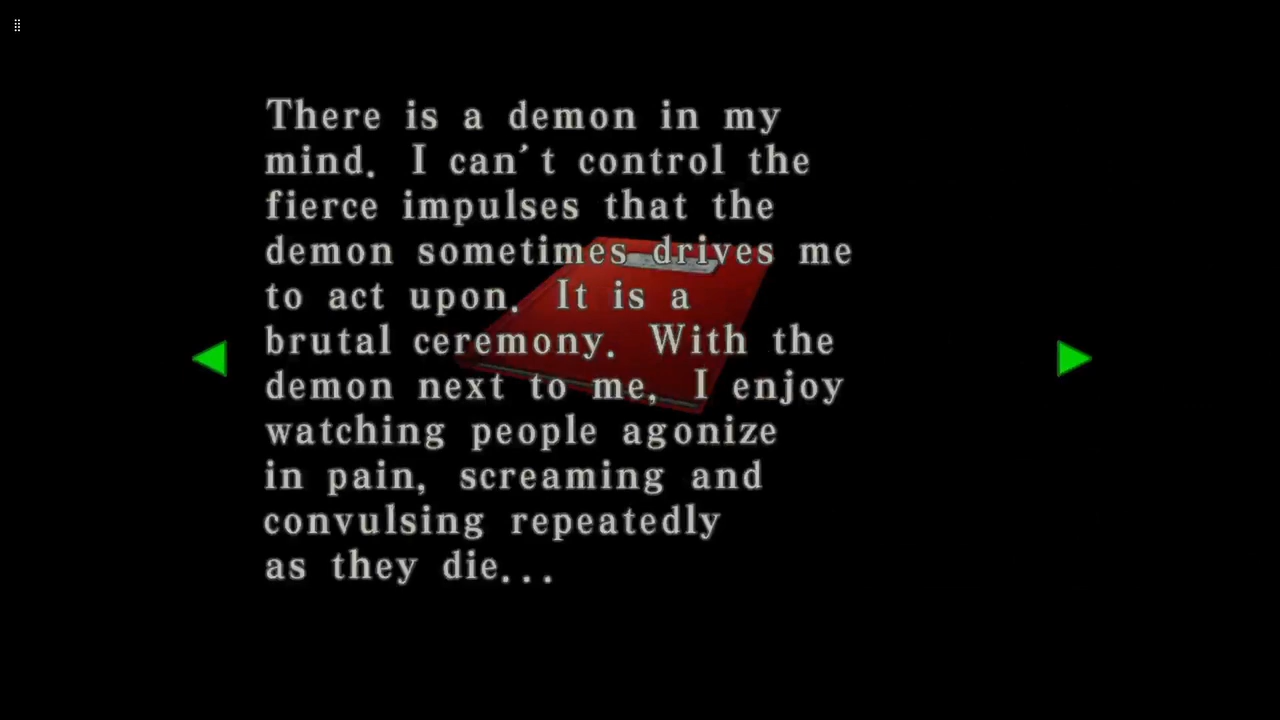 There is a demon in my
mind. I can't control the
fierce impulses that the
demon sometimes drives me
to act upon. It is a
brutal ceremony. With the
demon next to me, I enjoy
watching people agonize
in pain, screaming and
convulsing repeatedly
as they die...